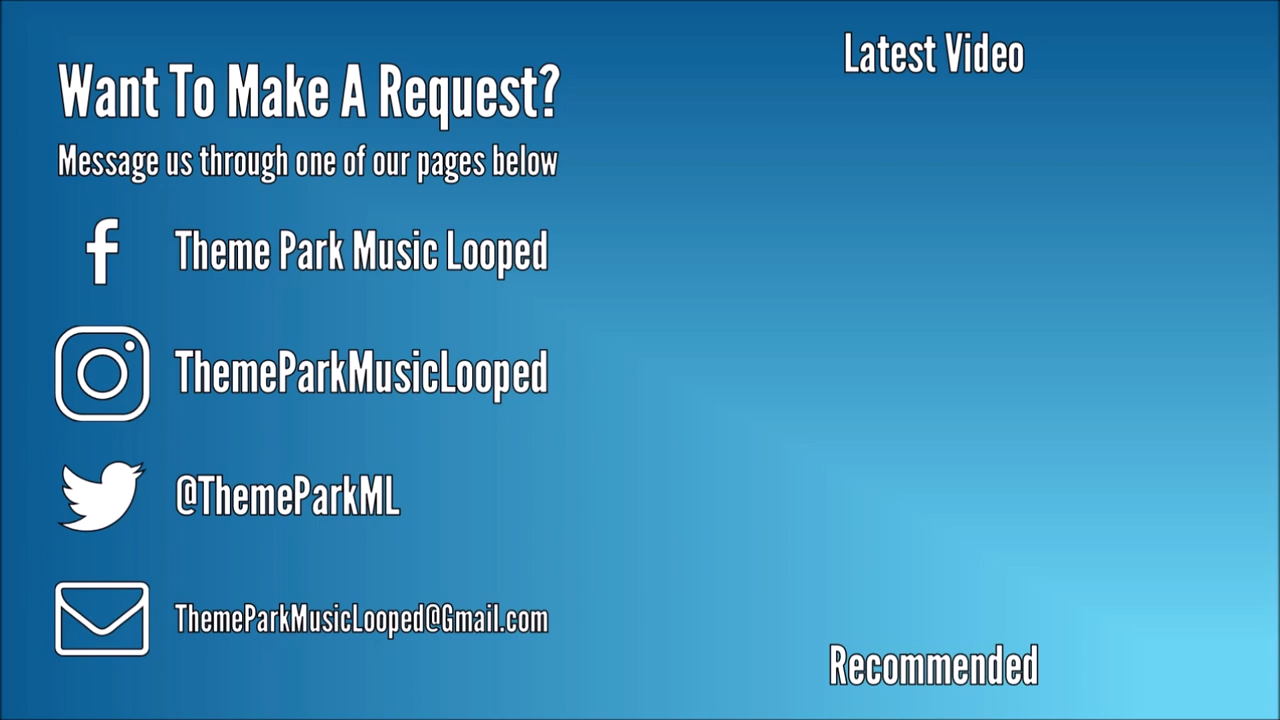 Want To Make A Request?
Message us through one of our pages below
Theme Park Music Looped
ThemeParkMusicLooped
@ThemeParkML
ThemeParkMusicLooped@Gmail.com
Latest Video
Recommended